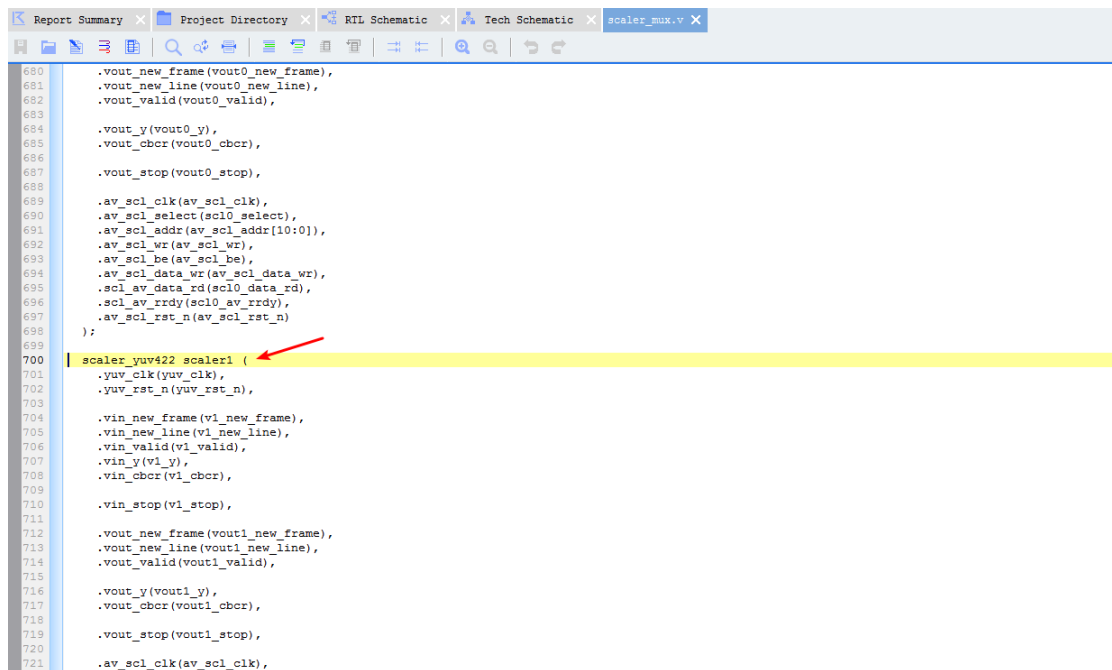 Report Summary Project Directory RTL Schematic Tech Schematic scaler_mux.v
680 .vout_new_frame(vout0_new_frame),
681 .vout_new_line(vout0_new_line),
682 .vout_valid(vout0_valid),
683
684 .vout_y(vout0_y),
685 .vout_cbcr(vout0_cbcr),
686
687 .vout_stop(vout0_stop),
688
689 .av_scl_clk(av_scl_clk),
690 .av_scl_select(scl0_select),
691 .av_scl_addr(av_scl_addr[10:0]),
692 .av_scl_wr(av_scl_wr),
693 .av_scl_be(av_scl_be),
694 .av_scl_data_wr(av_scl_data_wr),
695 .scl_av_data_rd(scl0_data_rd),
696 .scl_av_rrdy(scl0_av_rrdy),
697 .av_scl_rst_n(av_scl_rst_n)
698 );
699
700 scaler_yuv422 scaler1 (
701 .yuv_clk(yuv_clk),
702 .yuv_rst_n(yuv_rst_n),
703
704 .vin_new_frame(v1_new_frame),
705 .vin_new_line(v1_new_line),
706 .vin_valid(v1_valid),
707 .vin_y(v1_y),
708 .vin_cbcr(v1_cbcr),
709
710 .vin_stop(v1_stop),
711
712 .vout_new_frame(vout1_new_frame),
713 .vout_new_line(vout1_new_line),
714 .vout_valid(vout1_valid),
715
716 .vout_y(vout1_y),
717 .vout_cbcr(vout1_cbcr),
718
719 .vout_stop(vout1_stop),
720
721 .av_scl_clk(av_scl_clk),